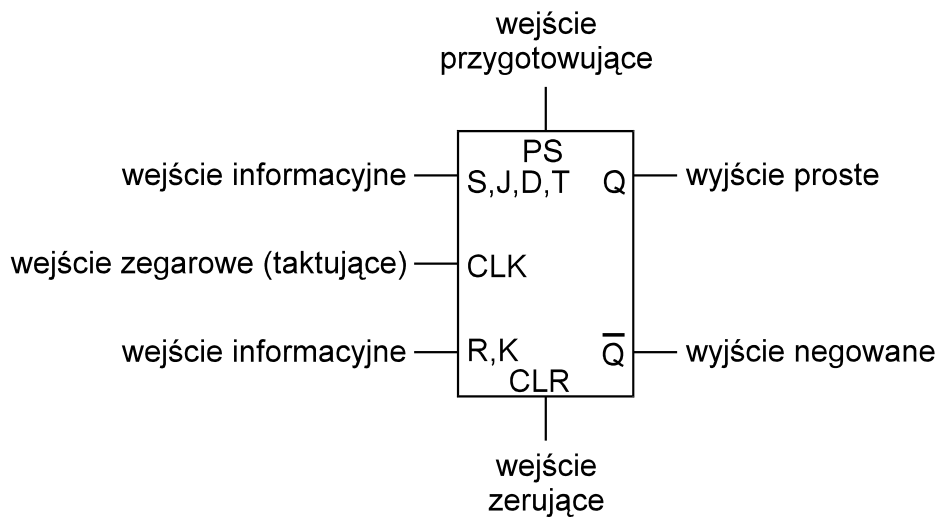 wejście
przygotowujące
PS
wejście informacyjne
S,J,D,T
Q
wyjście proste
wejście zegarowe (taktujące)
CLK
wejście informacyjne
R,K
Q̅
wyjście negowane
CLR
wejście
zerujące